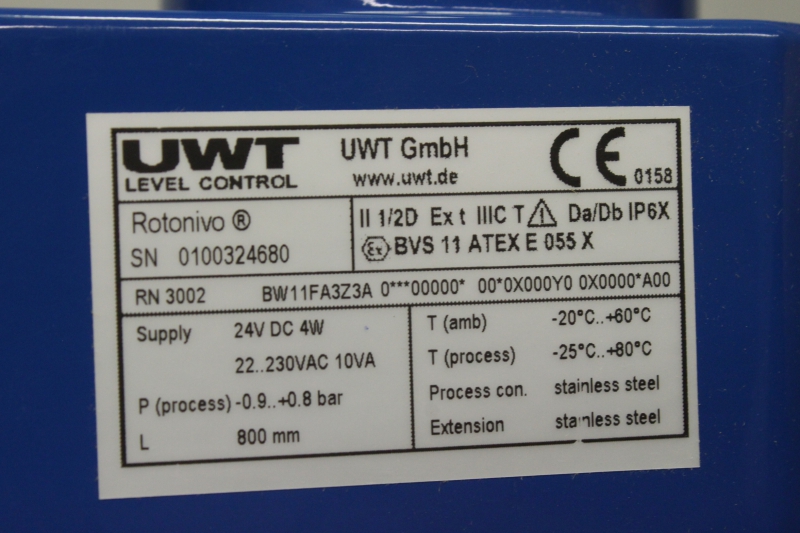 UWT
LEVEL CONTROL
UWT GmbH
www.uwt.de
CE 0158
Rotonivo ®
SN 0100324680
II 1/2D Ex t IIIC T ⚠ Da/Db IP6X
Ex BVS 11 ATEX E 055 X
RN 3002 BW11FA3Z3A 0***00000* 00*0X000Y0 0X0000*A00
Supply 24V DC 4W
22..230VAC 10VA
P (process) -0.9..+0.8 bar
L 800 mm
T (amb) -20°C..+60°C
T (process) -25°C..+80°C
Process con. stainless steel
Extension stainless steel